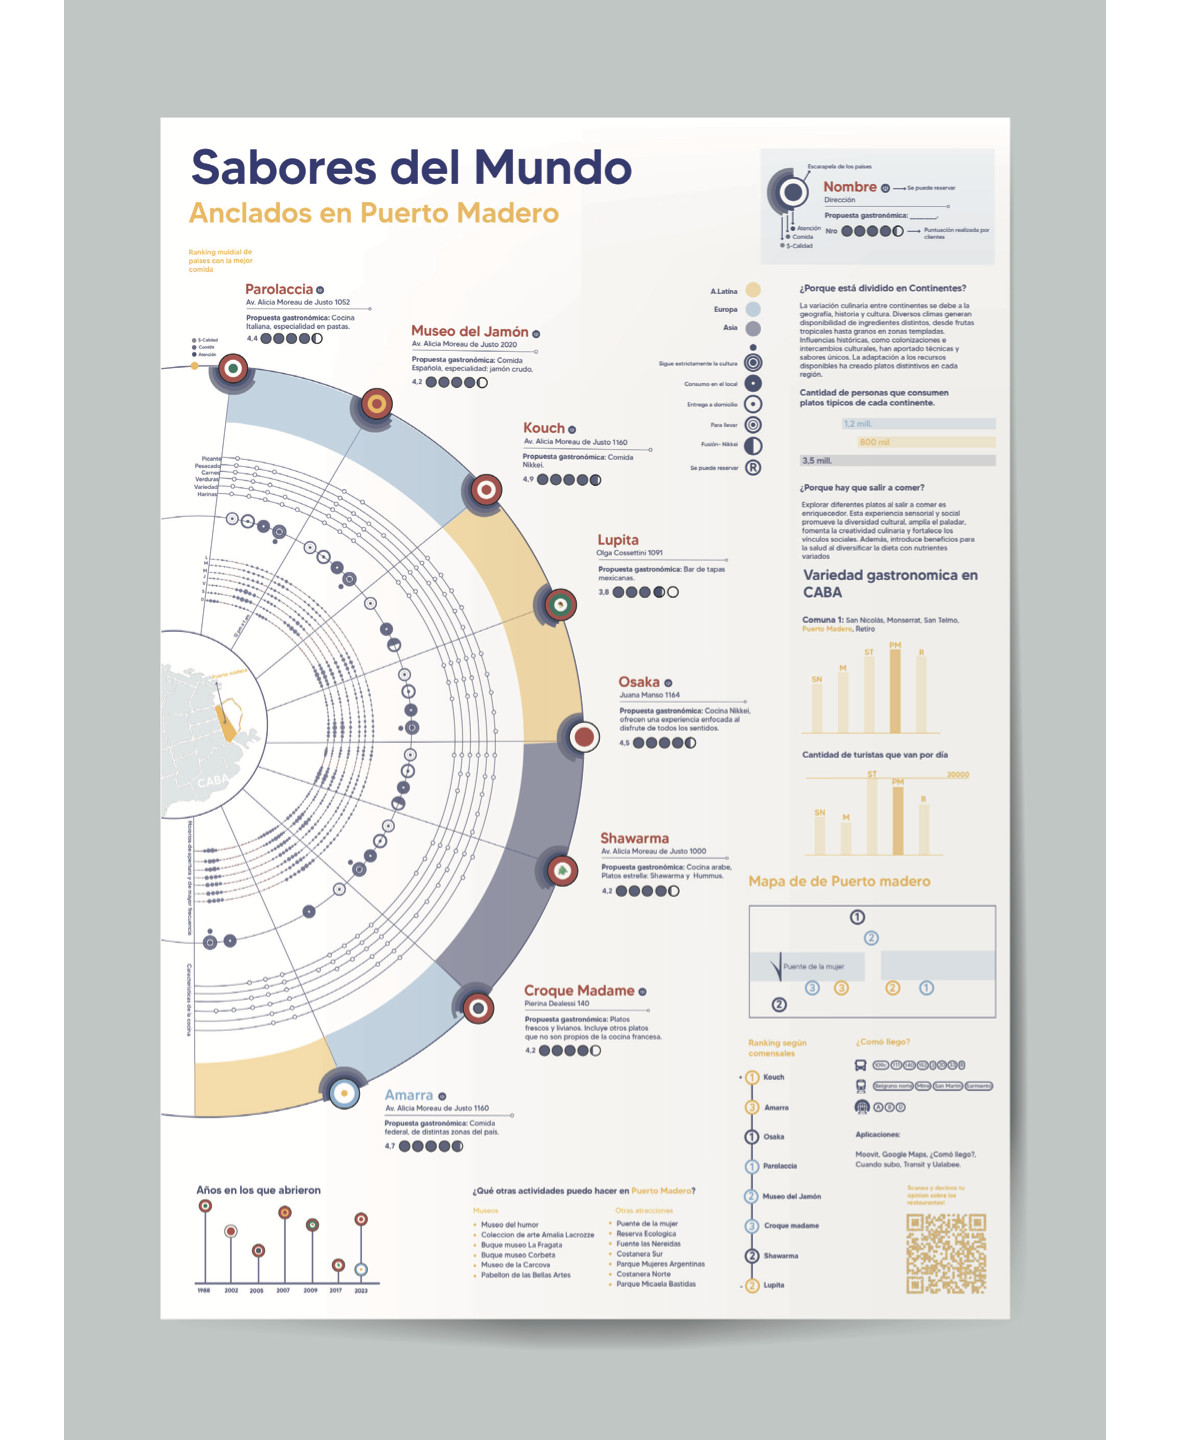 Sabores del Mundo
Anclados en Puerto Madero
Ranking muldial de
paises con la mejor
comida
Escarapela de los países
Nombre
Se puede reservar
Dirección
Propuesta gastronómica: ______.
Nro
Puntuación realizada por
clientes
Atención
Comida
$-Calidad
Parolaccia
Av. Alicia Moreau de Justo 1052
Propuesta gastronómica: Cocina
Italiana, especialidad en pastas.
4,4
Museo del Jamón
Av. Alicia Moreau de Justo 2020
Propuesta gastronómica: Comida
Española, especialidad: jamón crudo.
4,2
Kouch
Av. Alicia Moreau de Justo 1160
Propuesta gastronómica: Comida
Nikkei.
4,9
Lupita
Olga Cossettini 1091
Propuesta gastronómica: Bar de tapas
mexicanas.
3,8
Osaka
Juana Manso 1164
Propuesta gastronómica: Cocina Nikkei,
ofrecen una experiencia enfocada al
disfrute de todos los sentidos.
4,5
Shawarma
Av. Alicia Moreau de Justo 1000
Propuesta gastronómica: Cocina arabe,
Platos estrella: Shawarma y Hummus.
4,2
Croque Madame
Pierina Dealessi 140
Propuesta gastronómica: Platos
frescos y livianos. Incluye otros platos
que no son propios de la cocina francesa.
4,2
Amarra
Av. Alicia Moreau de Justo 1160
Propuesta gastronómica: Comida
federal, de distintas zonas del país.
4,7
$-Calidad
Comida
Atención
Picante
Pesacado
Carnes
Verduras
Variedad
Harinas
L
M
M
J
V
S
D
Puerto madero
CABA
Horarios de apertura y de mayor frecuencia
Características de la cocina
A.Latina
Europa
Asia
Sigue extrictamente la cultura
Consumo en el local
Entrega a domicilio
Para llevar
Fusión- Nikkei
Se puede reservar
R
¿Porque está dividido en Continentes?
La variación culinaria entre continentes se debe a la
geografía, historia y cultura. Diversos climas generan
disponibilidad de ingredientes distintos, desde frutas
tropicales hasta granos en zonas templadas.
Influencias históricas, como colonizaciones e
intercambios culturales, han aportado técnicas y
sabores únicos. La adaptación a los recursos
disponibles ha creado platos distintivos en cada
región.
Cantidad de personas que consumen
platos tipicos de cada continente.
1.2 mill.
800 mil
3,5 mill.
¿Porque hay que salir a comer?
Explorar diferentes platos al salir a comer es
enriquecedor. Esta experiencia sensorial y social
promueve la diversidad cultural, amplía el paladar,
fomenta la creatividad culinaria y fortalece los
vínculos sociales. Además, introduce beneficios para
la salud al diversificar la dieta con nutrientes
variados
Variedad gastronomica en
CABA
Comuna 1: San Nicolás, Monserrat, San Telmo,
Puerto Madero, Retiro
SN
M
ST
PM
R
Cantidad de turistas que van por día
30000
SN
M
ST
PM
R
Mapa de de Puerto madero
1
2
Puente de la mujer
3
3
2
1
2
Ranking según
comensales
1 Kouch
3 Amarra
1 Osaka
1 Parolaccia
2 Museo del Jamón
3 Croque madame
2 Shawarma
2 Lupita
¿Comó llego?
Belgrano norte
Mitre
San Martín
Sarmiento
A
B
D
Aplicaciones:
Moovit, Google Maps, ¿Comó llego?,
Cuando subo, Transit y Ualabee.
Scanea y decinos tu
opinion sobre los
restaurantes!
Años en los que abrieron
1988
2002
2005
2007
2009
2017
2023
¿Qué otras actividades puedo hacer en Puerto Madero?
Museos
Museo del humor
Coleccion de arte Amalia Lacrozze
Buque museo La Fragata
Buque museo Corbeta
Museo de la Carcova
Pabellon de las Bellas Artes
Otras atracciones
Puente de la mujer
Reserva Ecologica
Fuente las Nereidas
Costanera Sur
Parque Mujeres Argentinas
Costanera Norte
Parque Micaela Bastidas